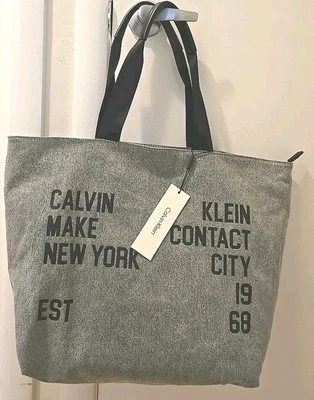 CALVIN KLEIN
MAKE CONTACT
NEW YORK CITY
19
EST 68
Calvin Klein